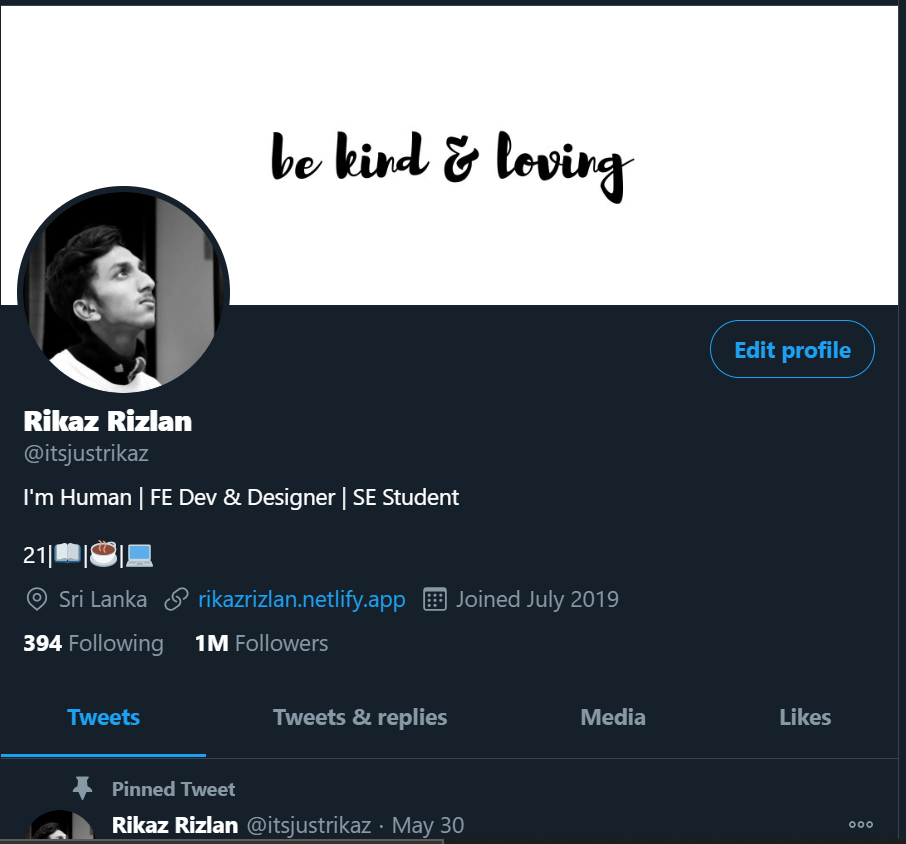 be kind & loving
Edit profile
Rikaz Rizlan
@itsjustrikaz
I'm Human | FE Dev & Designer | SE Student
21|📖|☕|💻
Sri Lanka rikazrizlan.netlify.app Joined July 2019
394 Following 1M Followers
Tweets Tweets & replies Media Likes
Pinned Tweet
Rikaz Rizlan @itsjustrikaz · May 30